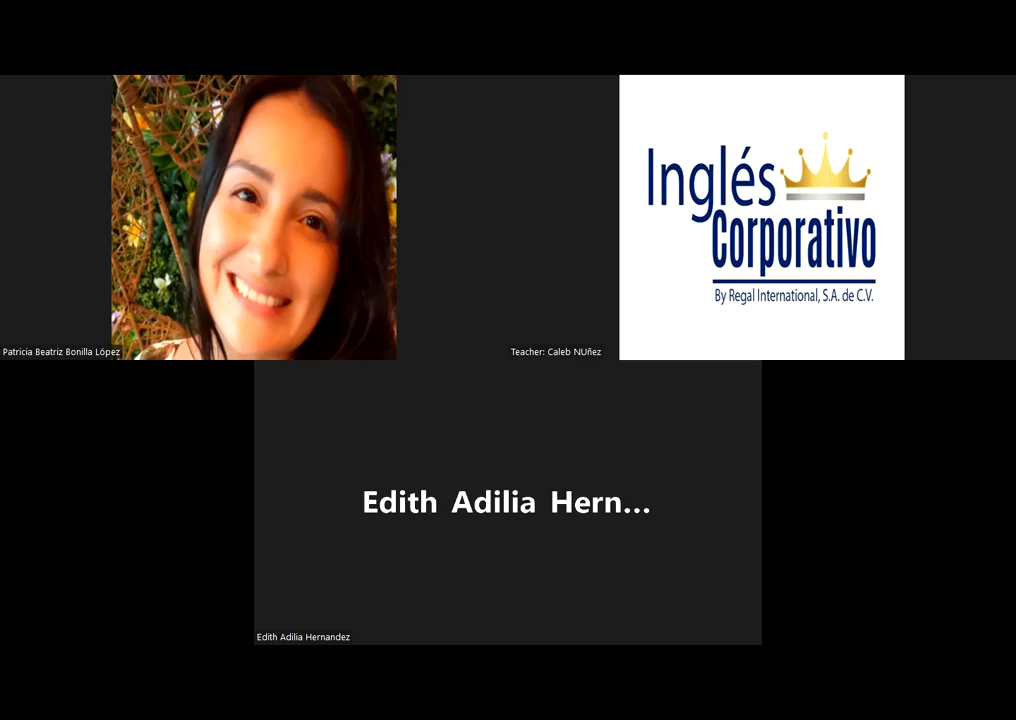 Inglés
Corporativo
By Regal International, S.A. de C.V.
Patricia Beatriz Bonilla López
Teacher: Caleb NUñez
Edith Adilia Hern...
Edith Adilia Hernandez